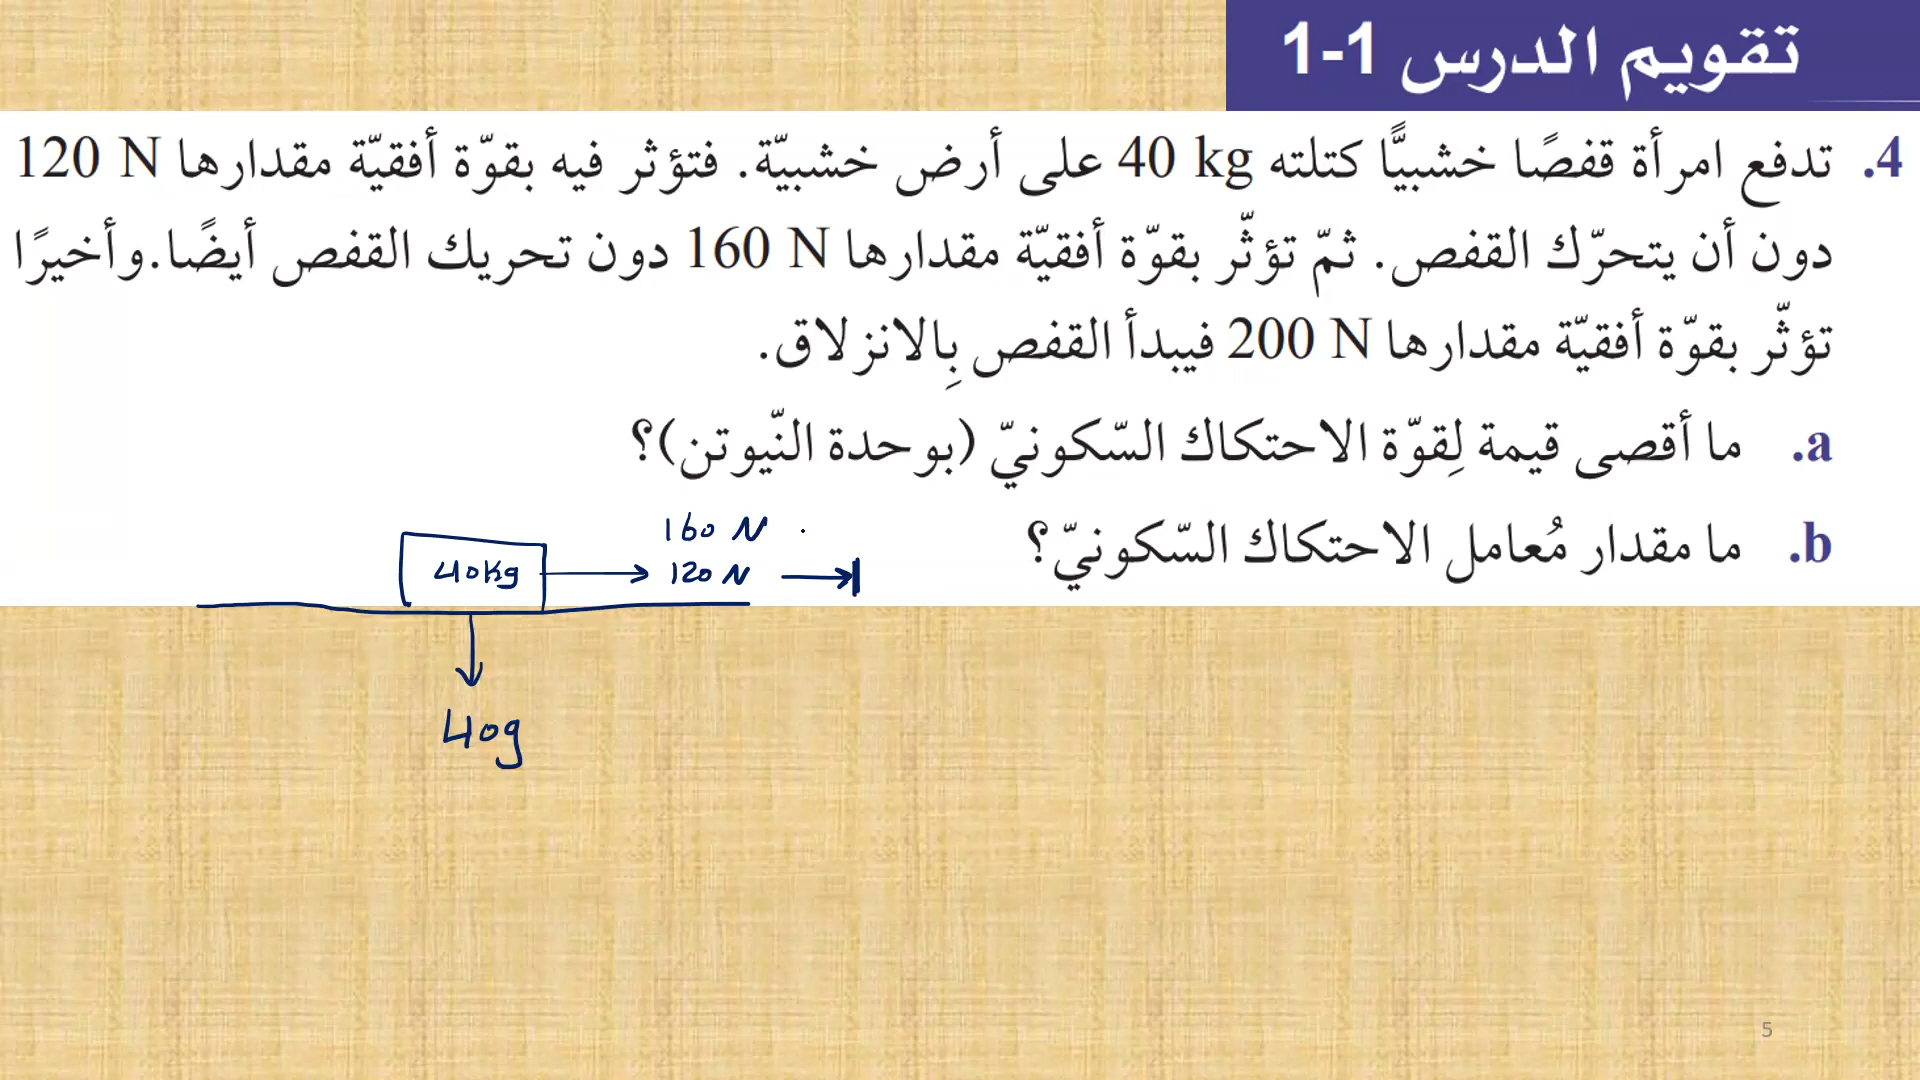 تقويم الدرس 1-1
4. تدفع امرأة قفصًا خشبيًّا كتلته 40 kg على أرض خشبيّة. فتؤثر فيه بقوّة أفقيّة مقدارها 120 N
دون أن يتحرّك القفص. ثمّ تؤثّر بقوّة أفقيّة مقدارها 160 N دون تحريك القفص أيضًا.وأخيرًا
تؤثّر بقوّة أفقيّة مقدارها 200 N فيبدأ القفص بِالانزلاق.
a. ما أقصى قيمة لِقوّة الاحتكاك السّكونيّ (بوحدة النّيوتن)؟
b. ما مقدار مُعامل الاحتكاك السّكونيّ؟
160 N
40kg 120 N
40g
5